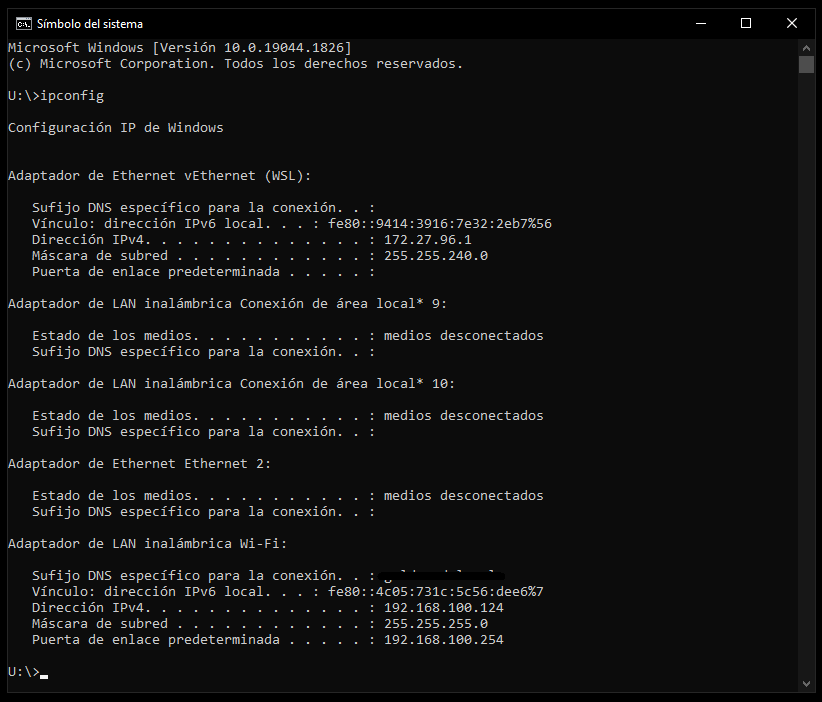 Símbolo del sistema
Microsoft Windows [Versión 10.0.19044.1826]
(c) Microsoft Corporation. Todos los derechos reservados.
U:\>ipconfig
Configuración IP de Windows
Adaptador de Ethernet vEthernet (WSL):
Sufijo DNS específico para la conexión. . :
Vínculo: dirección IPv6 local. . . : fe80::9414:3916:7e32:2eb7%56
Dirección IPv4. . . . . . . . . . . . . . : 172.27.96.1
Máscara de subred . . . . . . . . . . . . : 255.255.240.0
Puerta de enlace predeterminada . . . . . :
Adaptador de LAN inalámbrica Conexión de área local* 9:
Estado de los medios. . . . . . . . . . . : medios desconectados
Sufijo DNS específico para la conexión. . :
Adaptador de LAN inalámbrica Conexión de área local* 10:
Estado de los medios. . . . . . . . . . . : medios desconectados
Sufijo DNS específico para la conexión. . :
Adaptador de Ethernet Ethernet 2:
Estado de los medios. . . . . . . . . . . : medios desconectados
Sufijo DNS específico para la conexión. . :
Adaptador de LAN inalámbrica Wi-Fi:
Sufijo DNS específico para la conexión. . :
Vínculo: dirección IPv6 local. . . : fe80::4c05:731c:5c56:dee6%7
Dirección IPv4. . . . . . . . . . . . . . : 192.168.100.124
Máscara de subred . . . . . . . . . . . . : 255.255.255.0
Puerta de enlace predeterminada . . . . . : 192.168.100.254
U:\>